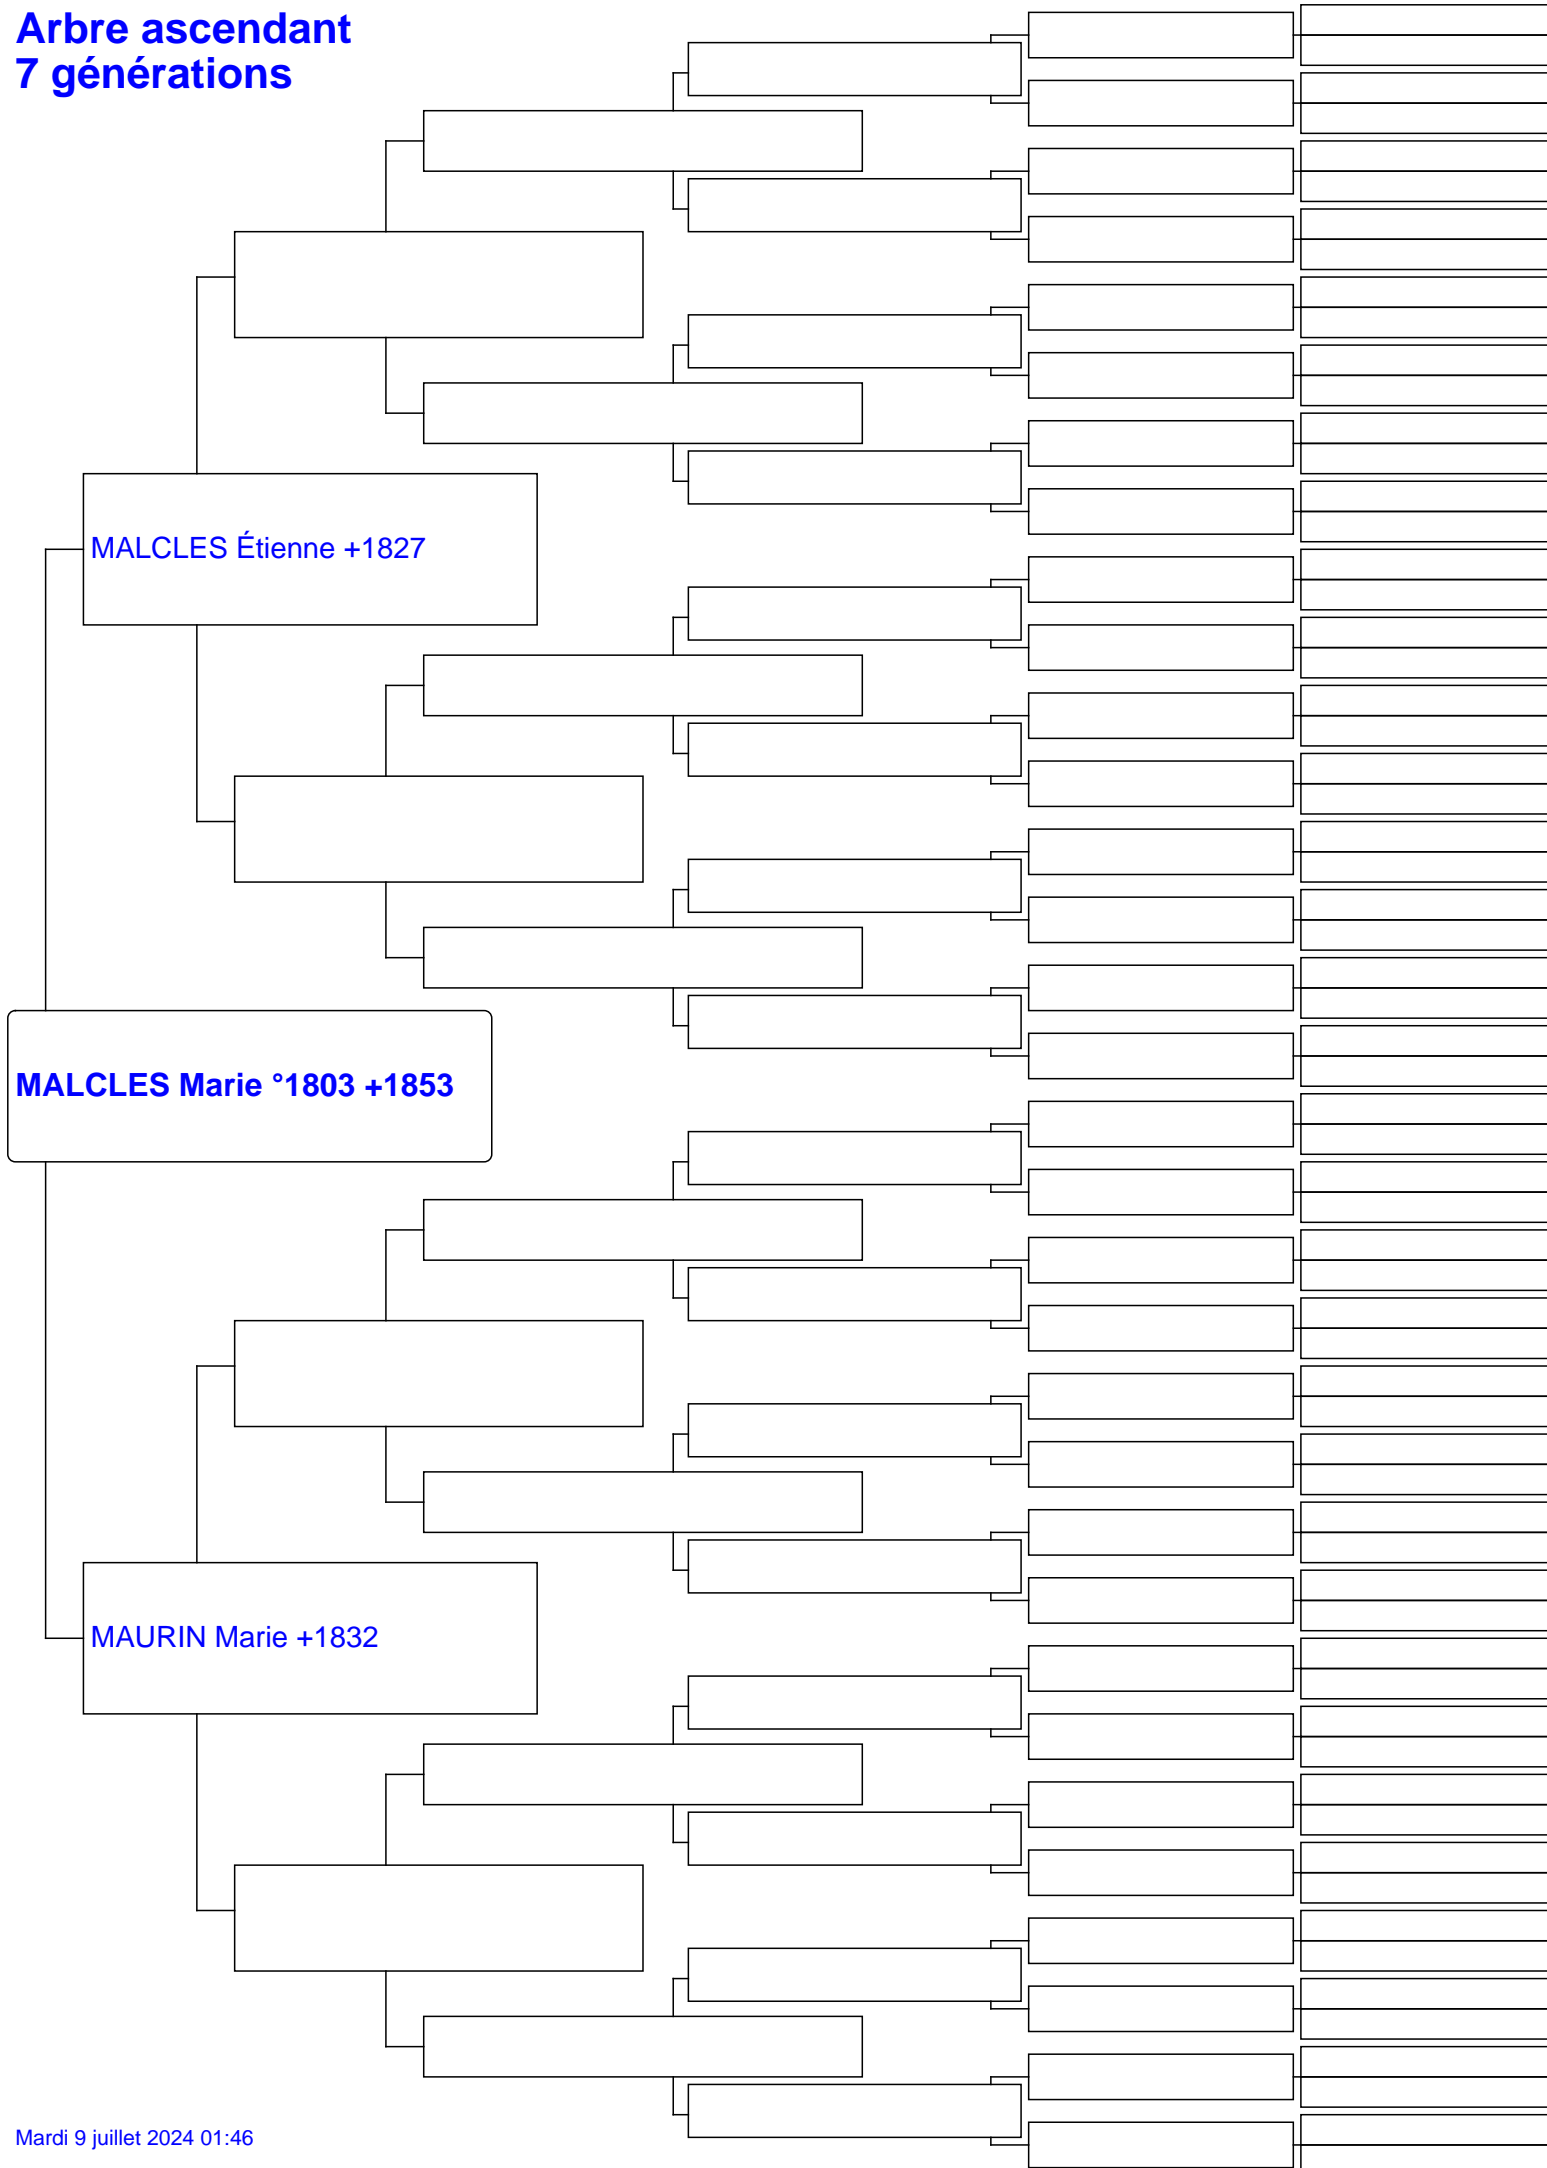 Arbre ascendant
7 générations
MALCLES Étienne +1827
MALCLES Marie °1803 +1853
MAURIN Marie +1832
Mardi 9 juillet 2024 01:46